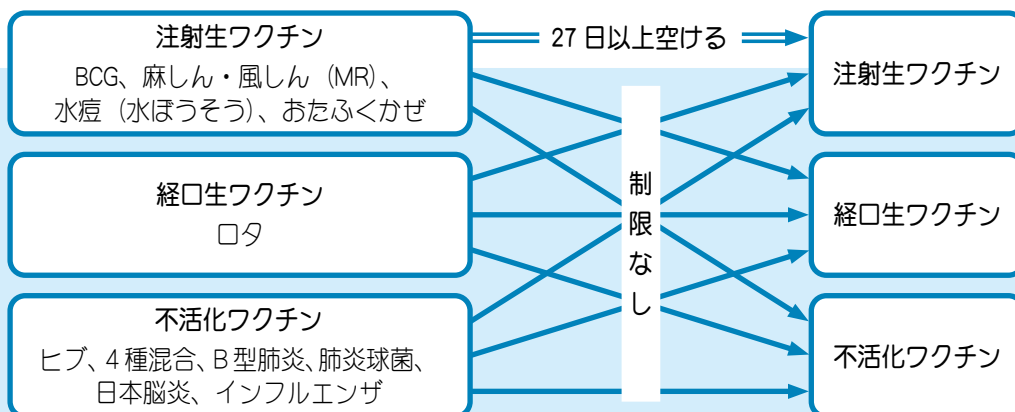 注射生ワクチン
BCG、麻しん・風しん（MR）、
水痘（水ぼうそう）、おたふくかぜ
27日以上空ける
注射生ワクチン
経口生ワクチン
ロタ
制限なし
経口生ワクチン
不活化ワクチン
ヒブ、4種混合、B型肺炎、肺炎球菌、
日本脳炎、インフルエンザ
不活化ワクチン